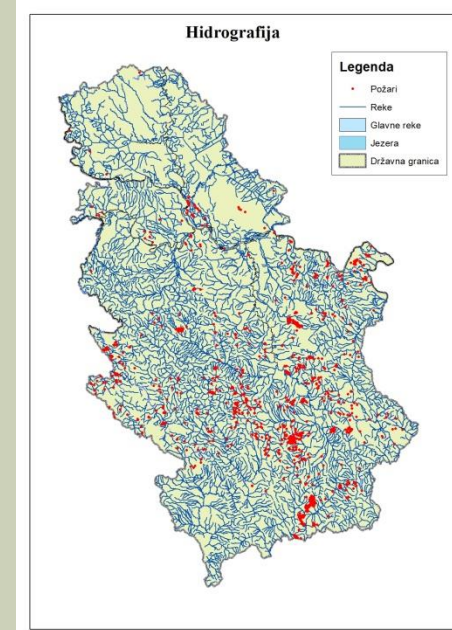 Hidrografija
Legenda
Požari
Reke
Glavne reke
Jezera
Državna granica